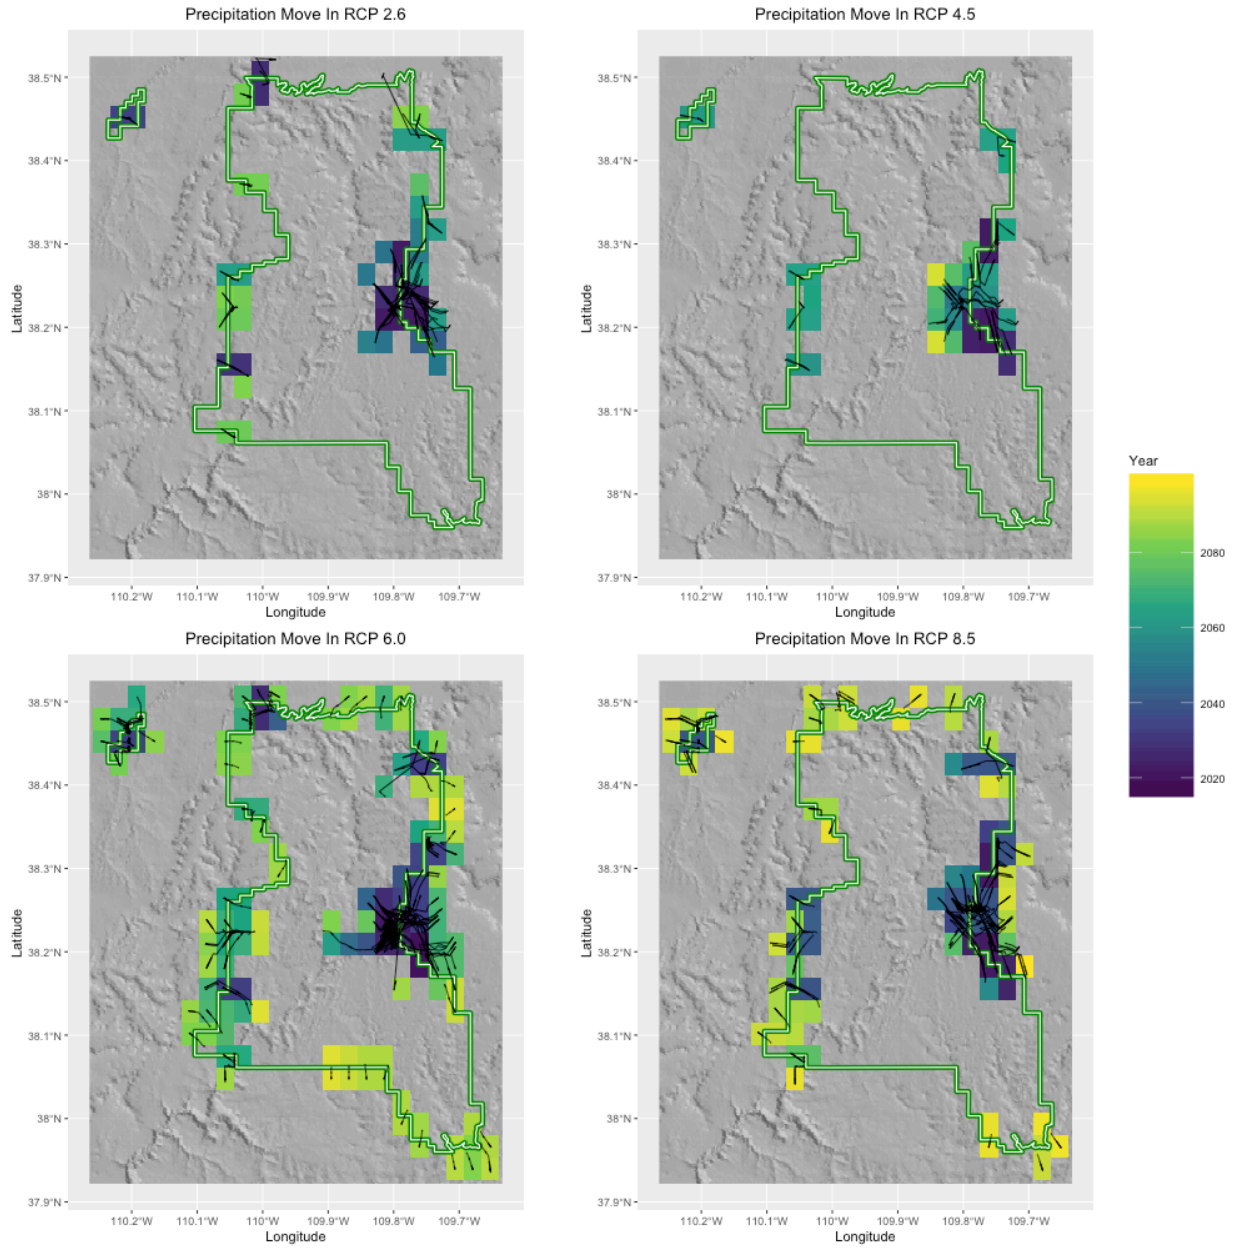 Precipitation Move In RCP 2.6
38.5°N
38.4°N
38.3°N
38.2°N
38.1°N
38°N
37.9°N
Latitude
110.2°W 110.1°W 110°W 109.9°W 109.8°W 109.7°W
Longitude
Precipitation Move In RCP 4.5
38.5°N
38.4°N
38.3°N
38.2°N
38.1°N
38°N
37.9°N
Latitude
110.2°W 110.1°W 110°W 109.9°W 109.8°W 109.7°W
Longitude
Year
2080
2060
2040
2020
Precipitation Move In RCP 6.0
38.5°N
38.4°N
38.3°N
38.2°N
38.1°N
38°N
37.9°N
Latitude
110.2°W 110.1°W 110°W 109.9°W 109.8°W 109.7°W
Longitude
Precipitation Move In RCP 8.5
38.5°N
38.4°N
38.3°N
38.2°N
38.1°N
38°N
37.9°N
Latitude
110.2°W 110.1°W 110°W 109.9°W 109.8°W 109.7°W
Longitude